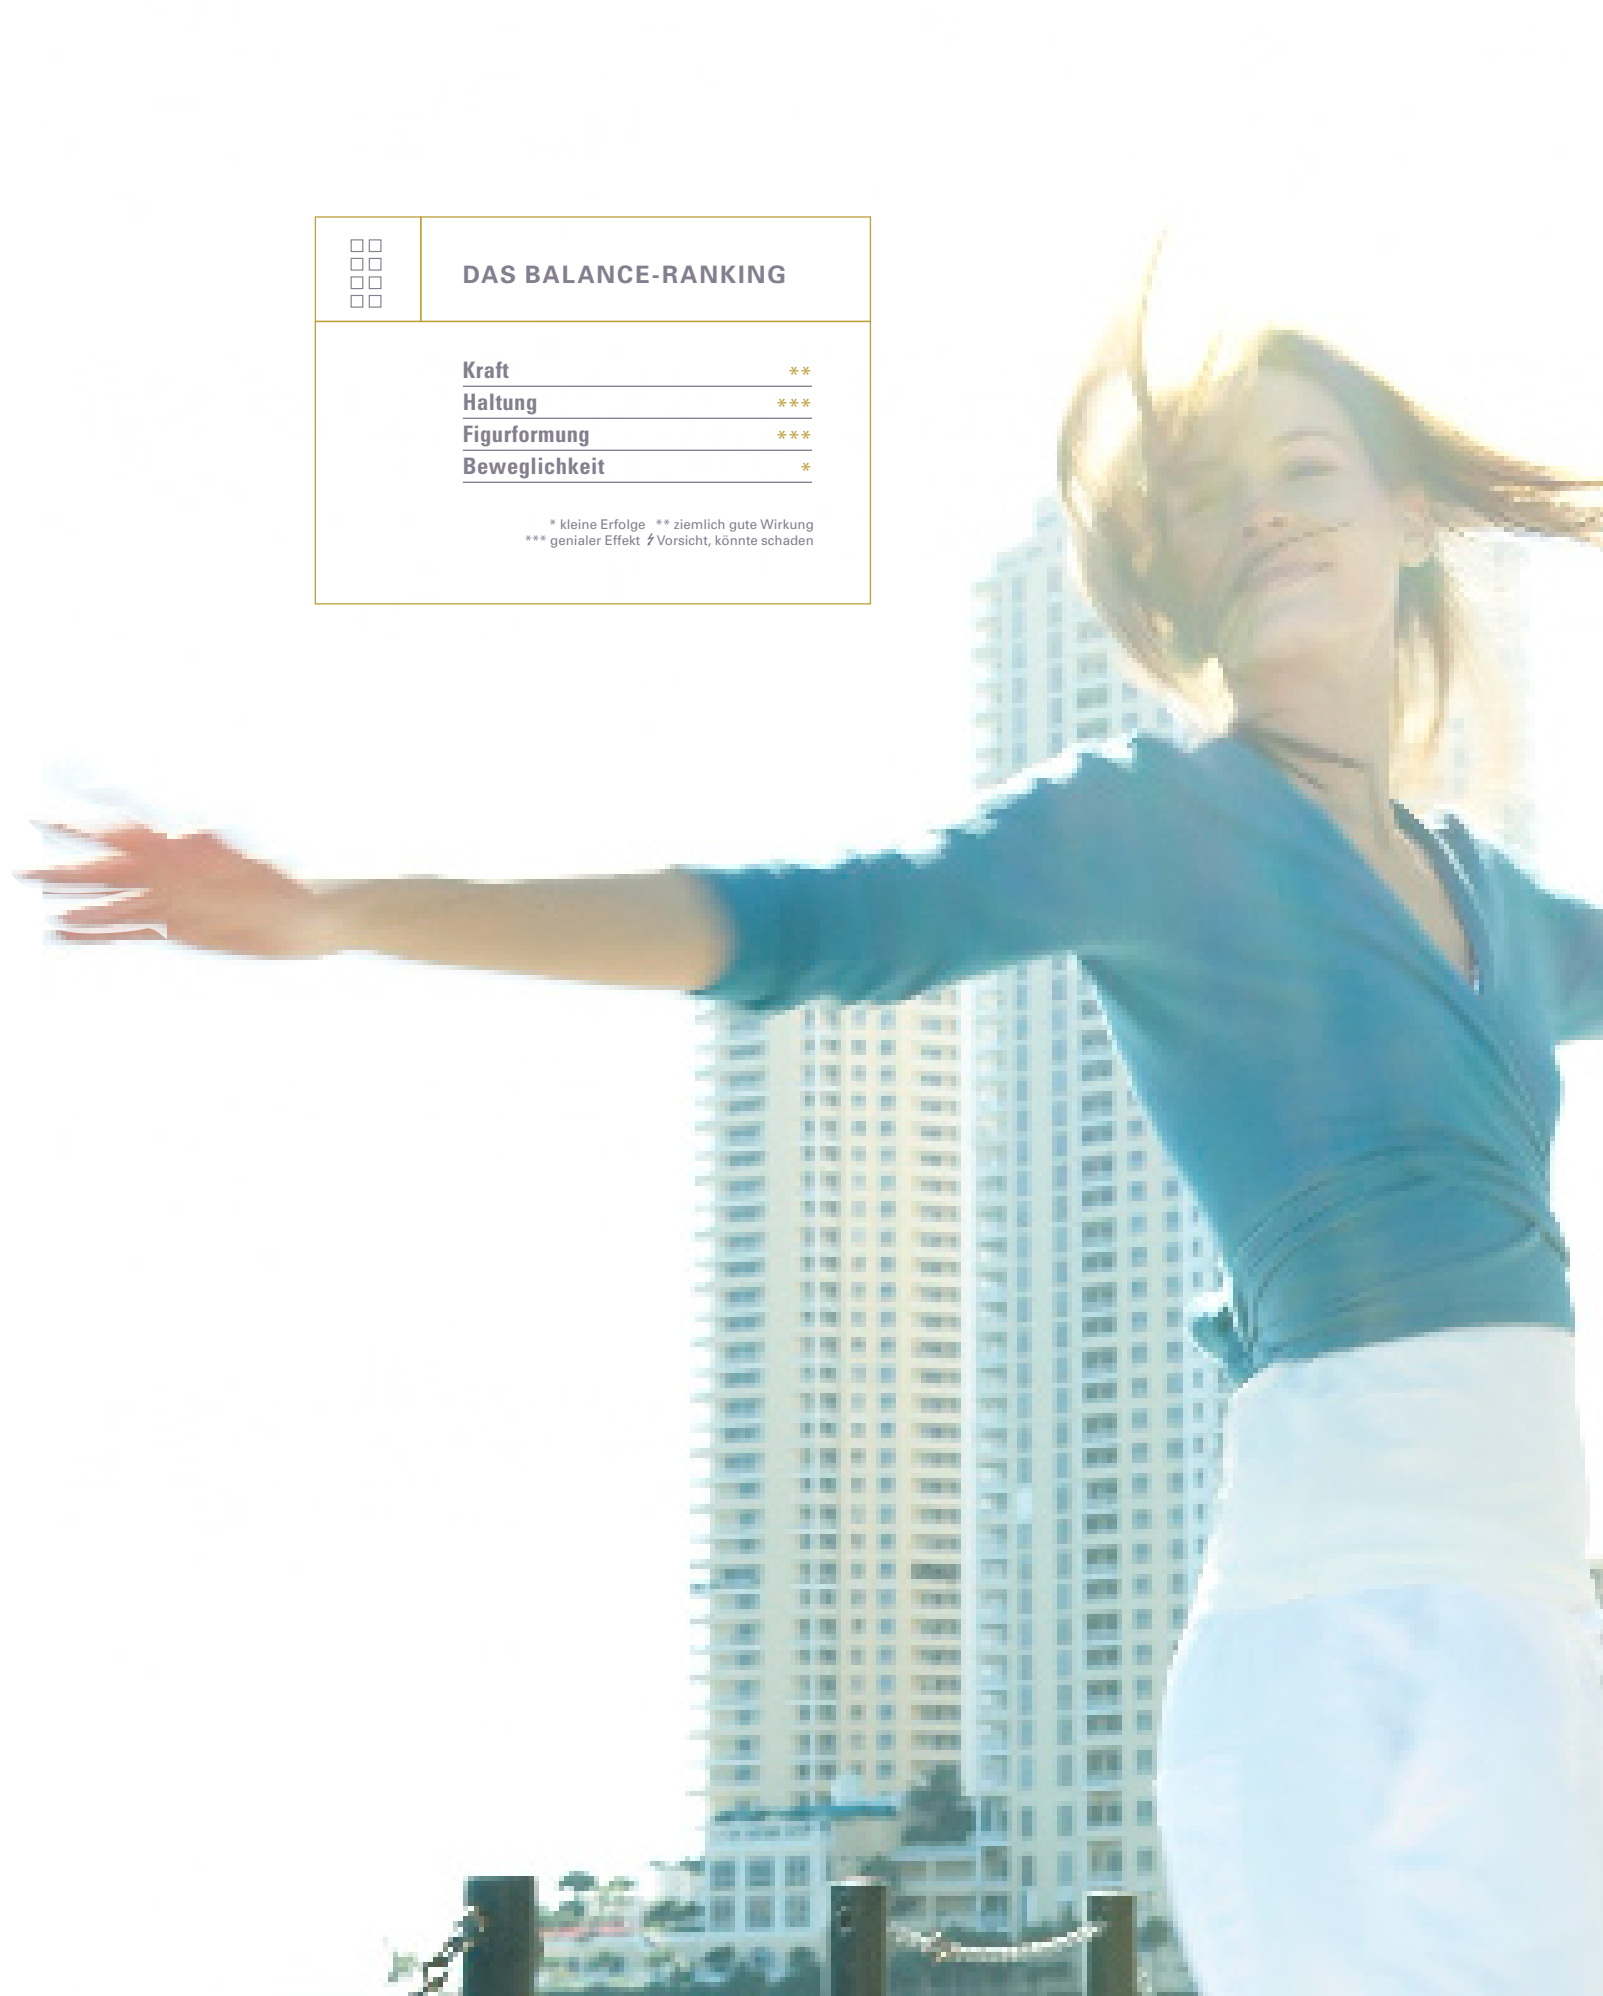 DAS BALANCE-RANKING
Kraft **
Haltung ***
Figurformung ***
Beweglichkeit *
* kleine Erfolge ** ziemlich gute Wirkung
*** genialer Effekt ⚡ Vorsicht, könnte schaden